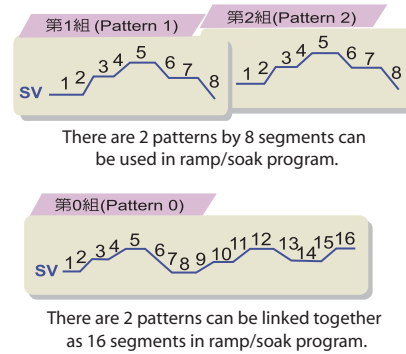 第1組 (Pattern 1)
第2組 (Pattern 2)
SV 1 2 3 4 5 6 7 8
1 2 3 4 5 6 7 8
There are 2 patterns by 8 segments can
be used in ramp/soak program.
第0組(Pattern 0)
SV 1 2 3 4 5 6 7 8 9 10 11 12 13 14 15 16
There are 2 patterns can be linked together
as 16 segments in ramp/soak program.